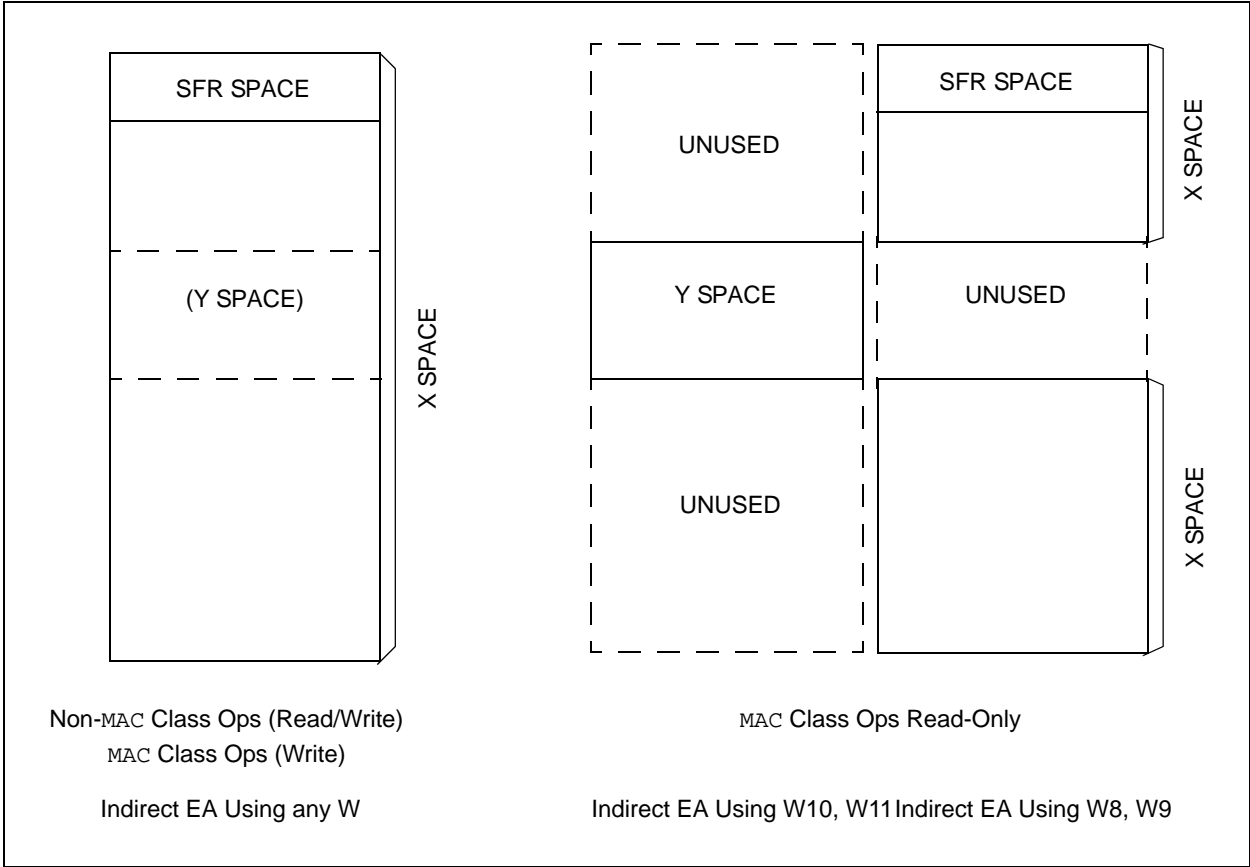 SFR SPACE
(Y SPACE)
X SPACE
Non-MAC Class Ops (Read/Write)
MAC Class Ops (Write)
Indirect EA Using any W
UNUSED
Y SPACE
UNUSED
SFR SPACE
X SPACE
UNUSED
X SPACE
MAC Class Ops Read-Only
Indirect EA Using W10, W11
Indirect EA Using W8, W9